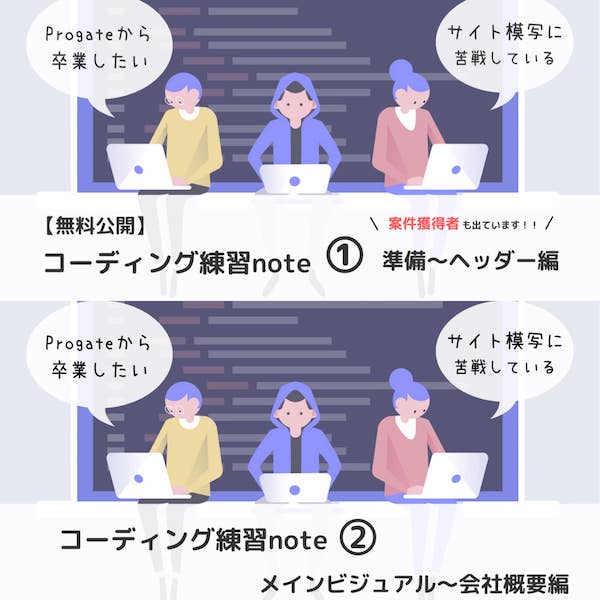 Progateから
卒業したい
サイト模写に
苦戦している
【無料公開】
\ 案件獲得者も出ています！！ /
コーディング練習note ① 準備〜ヘッダー編
Progateから
卒業したい
サイト模写に
苦戦している
コーディング練習note ②
メインビジュアル〜会社概要編